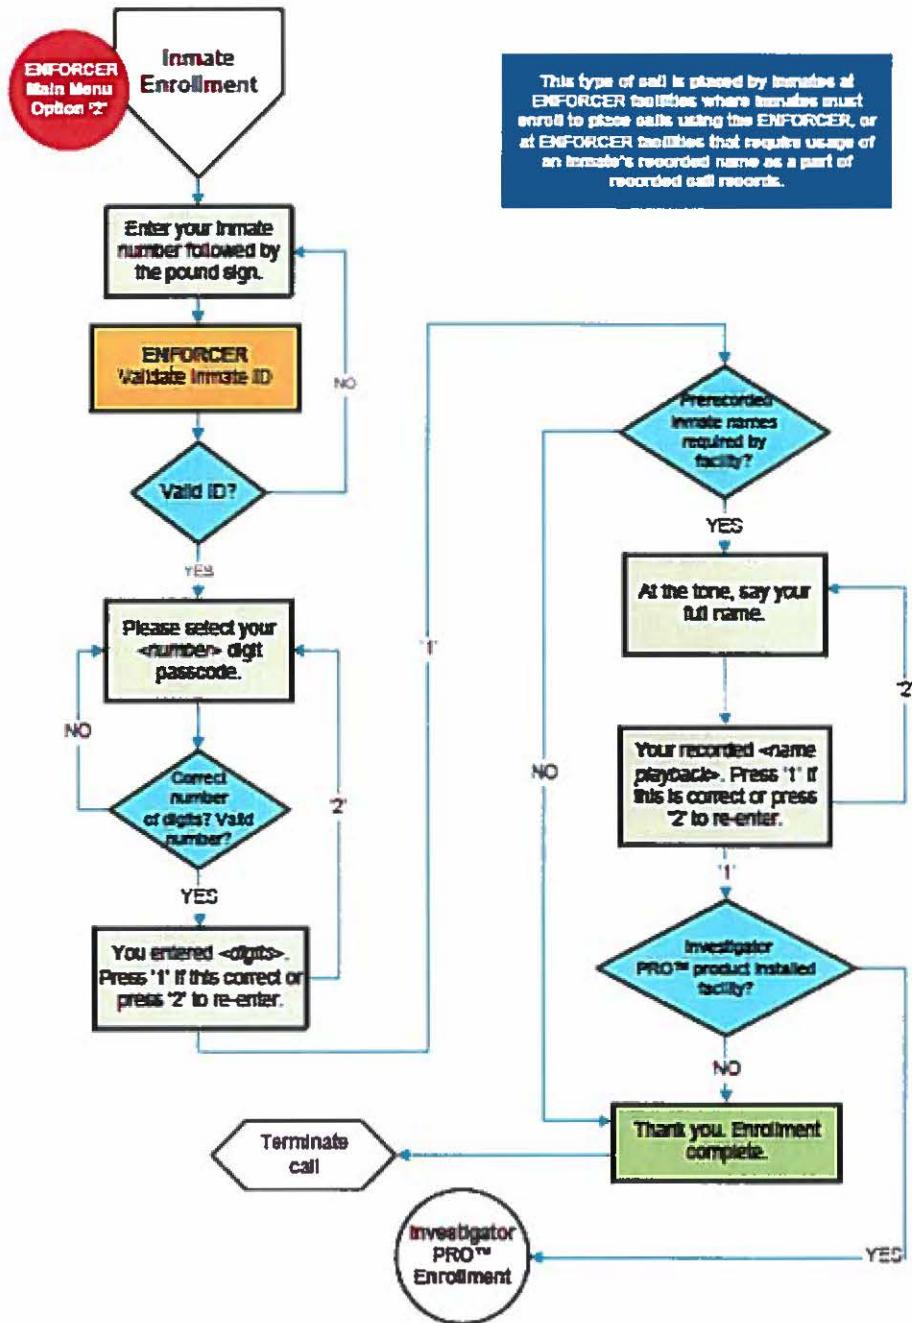 ENFORCER
Main Menu
Option '2'
Inmate
Enrollment
This type of call is placed by inmates at
ENFORCER facilities where inmates must
enroll to place calls using the ENFORCER, or
at ENFORCER facilities that require usage of
an inmate's recorded name as a part of
recorded call records.
Enter your inmate
number followed by
the pound sign.
ENFORCER
Validate Inmate ID
NO
Valid ID?
YES
Please select your
<number> digit
passcode.
NO
Correct
number
of digits? Valid
number?
'2'
YES
You entered <digits>.
Press '1' if this correct or
press '2' to re-enter.
'1'
Prerecorded
inmate names
required by
facility?
YES
At the tone, say your
full name.
'2'
NO
Your recorded <name
playback>. Press '1' if
this is correct or press
'2' to re-enter.
'1'
Investigator
PRO™ product installed
facility?
NO
Thank you. Enrollment
complete.
Terminate
call
Investigator
PRO™
Enrollment
YES